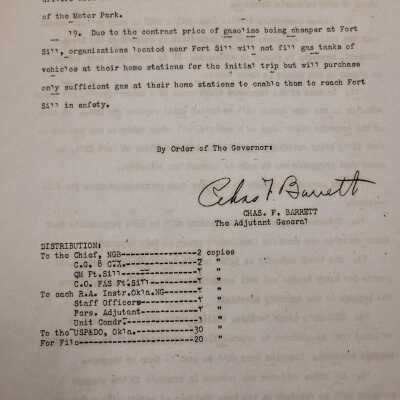 of the Motor Park.
19. Due to the contrast price of gasoline being cheaper at Fort
Sill, organizations located near Fort Sill will not fill gas tanks of
vehicles at their home stations for the initial trip but will purchase
only sufficient gas at their home stations to enable them to reach Fort
Sill in safety.
By Order of The Governor:
Chas F. Barrett
CHAS. F. BARRETT
The Adjutant General
DISTRIBUTION:
To the Chief, NGB-----------------2 copies
C.G. 8 C.A.-----------------2 "
QM Ft.Sill------------------ "
C.O. FAS Ft.Sill------------ "
To each R.A. Instr.Okla.NG-------- "
Staff Officers-------------- "
Pers. Adjutant-------------- "
Unit Comdr------------------ "
To the USP&DO, Okla.-------------30 "
For File-------------------------20 "